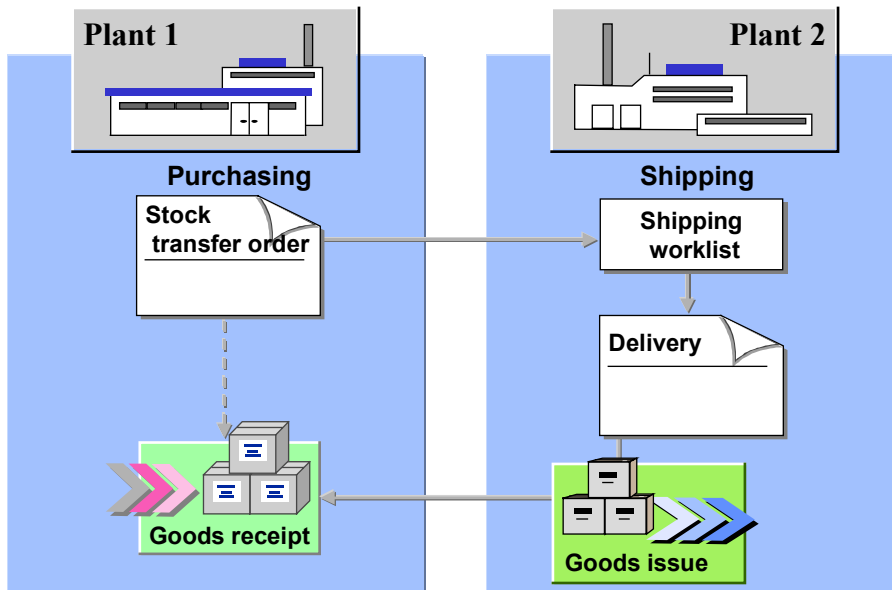 Plant 1
Plant 2
Purchasing
Shipping
Stock
transfer order
Shipping
worklist
Delivery
Goods receipt
Goods issue